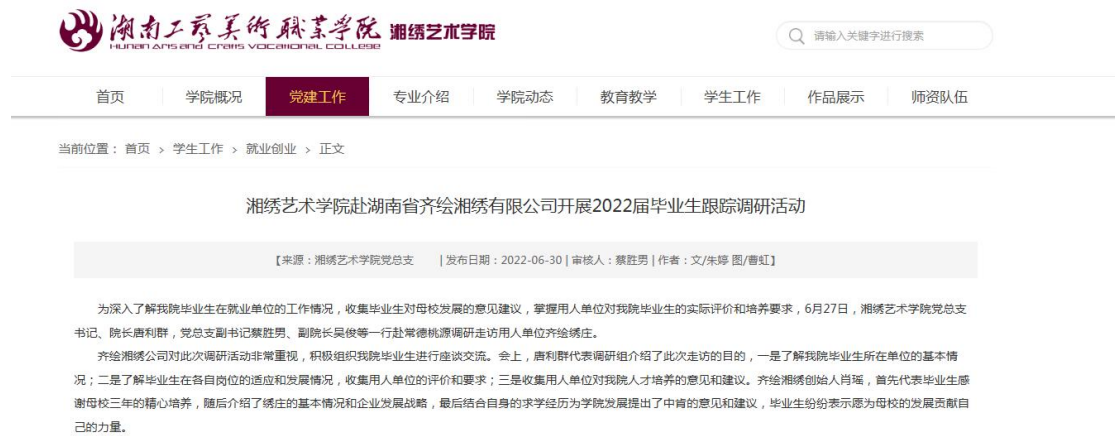 湖南工艺美术职业学院 湘绣艺术学院
HUNAN ARTS AND CRAFTS VOCATIONAL COLLEGE
请输入关键字进行搜索
首页 学院概况 党建工作 专业介绍 学院动态 教育教学 学生工作 作品展示 师资队伍
当前位置： 首页 > 学生工作 > 就业创业 > 正文
湘绣艺术学院赴湖南省齐绘湘绣有限公司开展2022届毕业生跟踪调研活动
【来源：湘绣艺术学院党总支 | 发布日期：2022-06-30 | 审核人：蔡胜男 | 作者：文/朱婷 图/曹虹】
为深入了解我院毕业生在就业单位的工作情况，收集毕业生对母校发展的意见建议，掌握用人单位对我院毕业生的实际评价和培养要求，6月27日，湘绣艺术学院党总支
书记、院长唐利群，党总支副书记蔡胜男、副院长吴俊等一行赴常德桃源调研走访用人单位齐绘绣庄。
齐绘湘绣公司对此次调研活动非常重视，积极组织我院毕业生进行座谈交流。会上，唐利群代表调研组介绍了此次走访的目的，一是了解我院毕业生所在单位的基本情
况；二是了解毕业生在各自岗位的适应和发展情况，收集用人单位的评价和要求；三是收集用人单位对我院人才培养的意见和建议。齐绘湘绣创始人肖瑶，首先代表毕业生感
谢母校三年的精心培养，随后介绍了绣庄的基本情况和企业发展战略，最后结合自身的求学经历为学院发展提出了中肯的意见和建议，毕业生纷纷表示愿为母校的发展贡献自
己的力量。